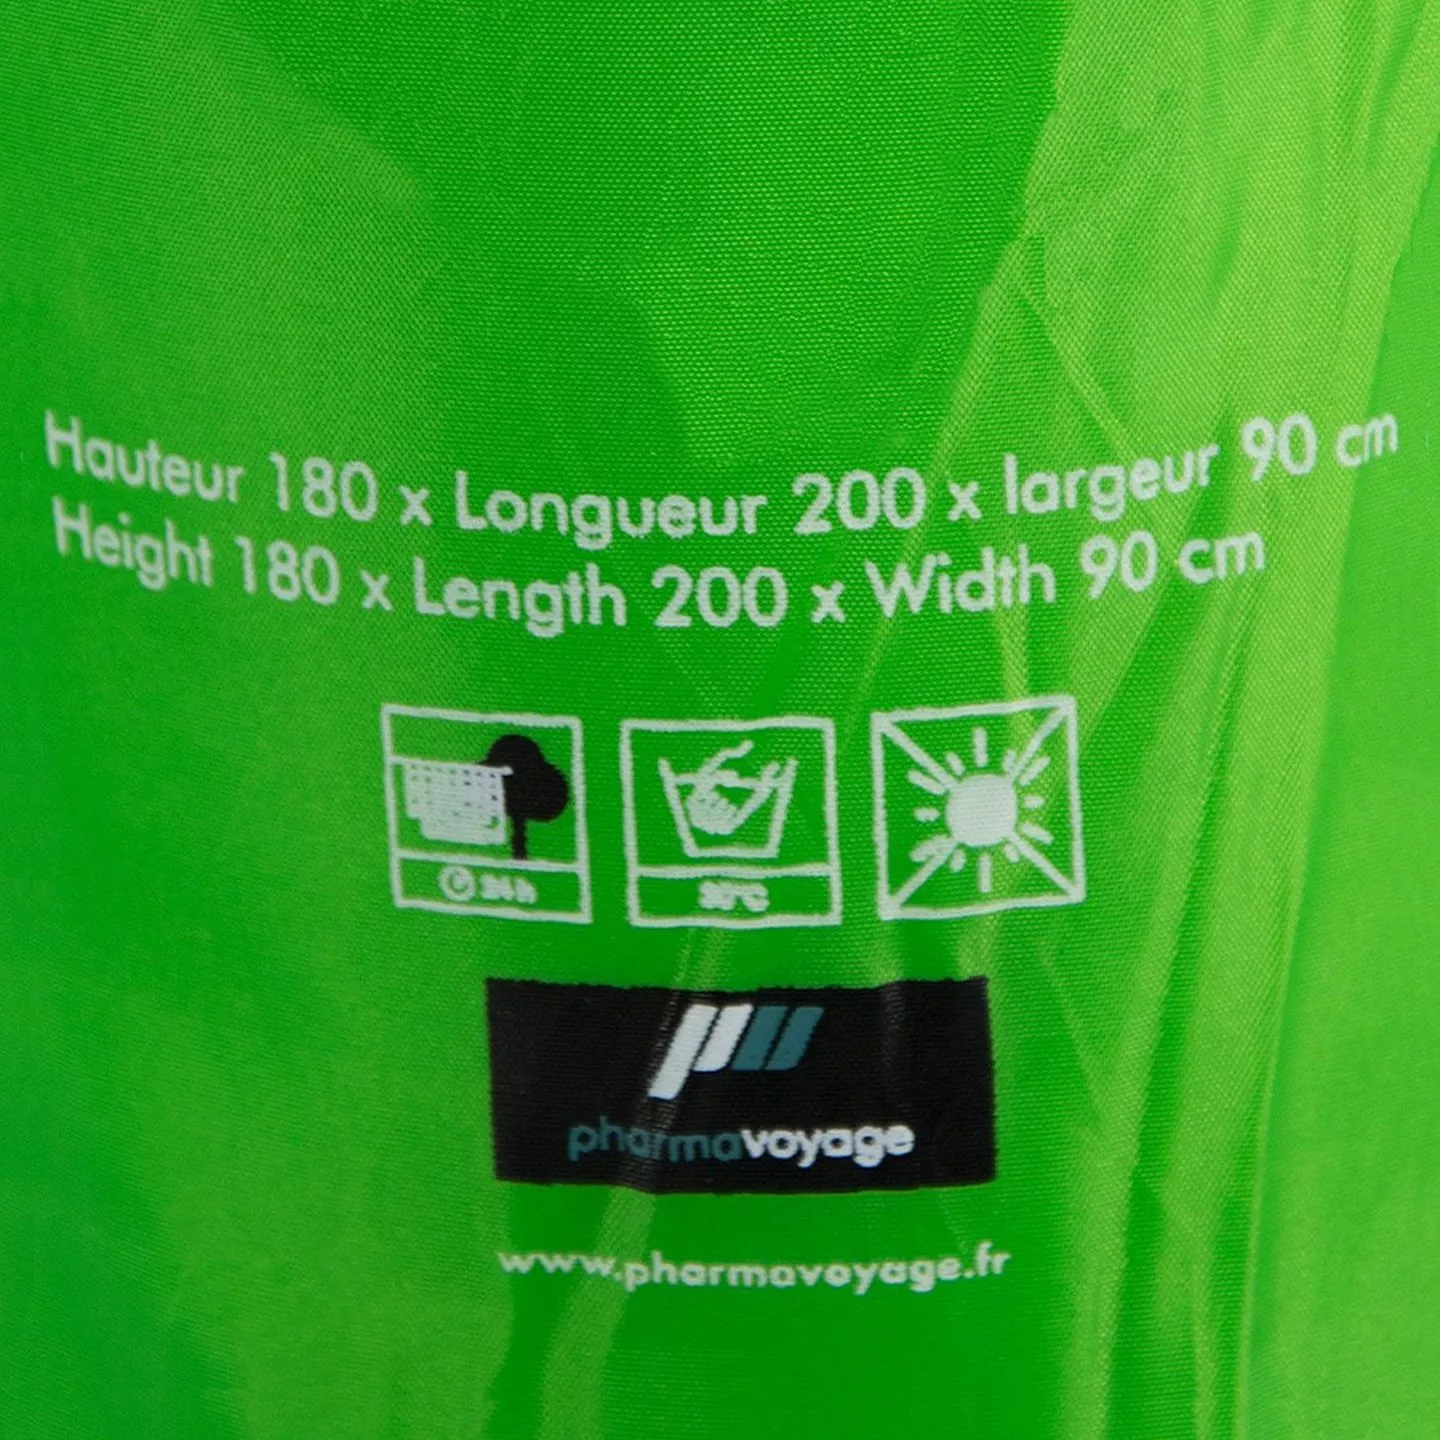 Hauteur 180 x Longueur 200 x largeur 90 cm
Height 180 x Length 200 x Width 90 cm
24h
30°C
pharmavoyage
www.pharmavoyage.fr